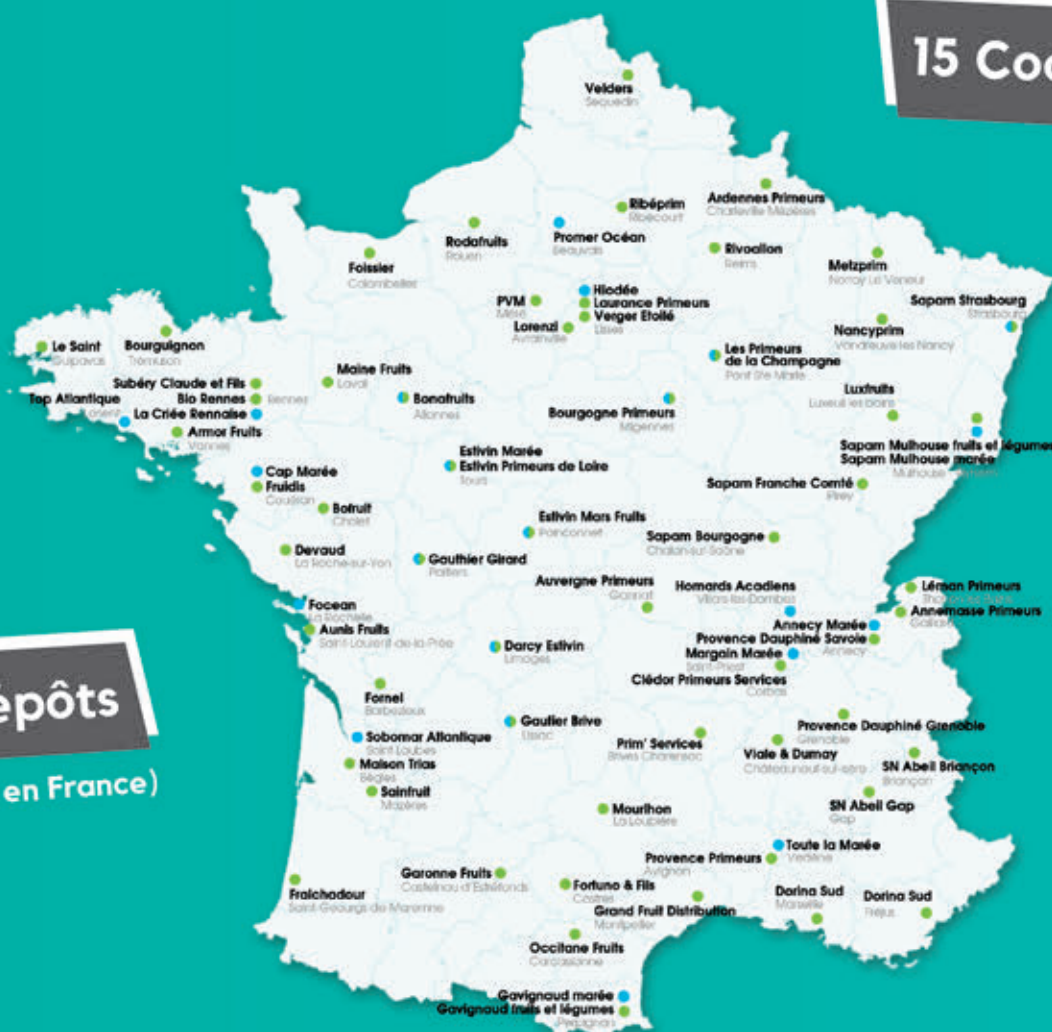 15
épôts
en France)
Velders
Sequedin
Ribéprim
Ribécourt
Ardennes Primeurs
Charleville Mézières
Rodafruits
Rouen
Promer Océan
Beauvais
Rivoallon
Reims
Foissier
Colombelles
Metzprim
Norroy Le Veneur
Hiodée
Laurance Primeurs
Verger Etoilé
Lisses
PVM
Méré
Lorenzi
Avrainville
Sapam Strasbourg
Strasbourg
Nancyprim
Vandœuvre les Nancy
Le Saint
Guipavas
Bourguignon
Trémuson
Les Primeurs
de la Champagne
Pont Ste Marie
Maine Fruits
Laval
Subéry Claude et Fils
Bio Rennes
Rennes
La Criée Rennaise
Top Atlantique
Lorient
Bonafruits
Allonnes
Bourgogne Primeurs
Migennes
Luxfruits
Luxeuil les bains
Armor Fruits
Vannes
Sapam Mulhouse fruits et légumes
Sapam Mulhouse marée
Mulhouse
Estivin Marée
Estivin Primeurs de Loire
Tours
Cap Marée
Fruidis
Couëron
Sapam Franche Comté
Pirey
Bofruit
Cholet
Estivin Mars Fruits
Poinconnet
Sapam Bourgogne
Chalon-sur-Saône
Devaud
La Roche-sur-Yon
Gauthier Girard
Poitiers
Auvergne Primeurs
Gannat
Homards Acadiens
Villars-les-Dombes
Léman Primeurs
Annemasse Primeurs
Gaillard
Focean
La Rochelle
Aunis Fruits
Saint-Laurent-de-la-Prée
Annecy Marée
Provence Dauphiné Savoie
Annecy
Darcy Estivin
Limoges
Margain Marée
Saint-Priest
Clédor Primeurs Services
Corbas
Fornel
Barbezieux
Gautier Brive
Ussac
Sobomar Atlantique
Saint Loubes
Prim' Services
Brives Charensac
Provence Dauphiné Grenoble
Grenoble
Viale & Dumay
Châteauneuf-sur-Isère
SN Abeil Briançon
Briançon
Maison Trias
Bègles
Sainfruit
Mazères
SN Abeil Gap
Gap
Mourlhon
La Loubière
Toute la Marée
Vedène
Provence Primeurs
Avignon
Garonne Fruits
Castelnau d'Estrétefonds
Fortuno & Fils
Castres
Fraîchadour
Saint-Geours-de-Maremne
Grand Fruit Distribution
Montpellier
Dorina Sud
Marseille
Dorina Sud
Fréjus
Occitane Fruits
Carcassonne
Gavignaud marée
Gavignaud fruits et légumes
Perpignan